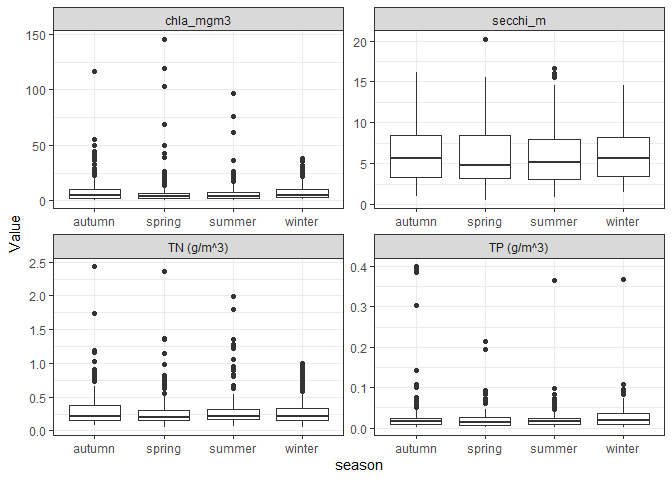 chla_mgm3
secchi_m
150
100
50
0
20
15
10
5
0
autumn spring summer winter
autumn spring summer winter
Value
TN (g/m^3)
TP (g/m^3)
2.5
2.0
1.5
1.0
0.5
0.0
0.4
0.3
0.2
0.1
0.0
autumn spring summer winter
autumn spring summer winter
season